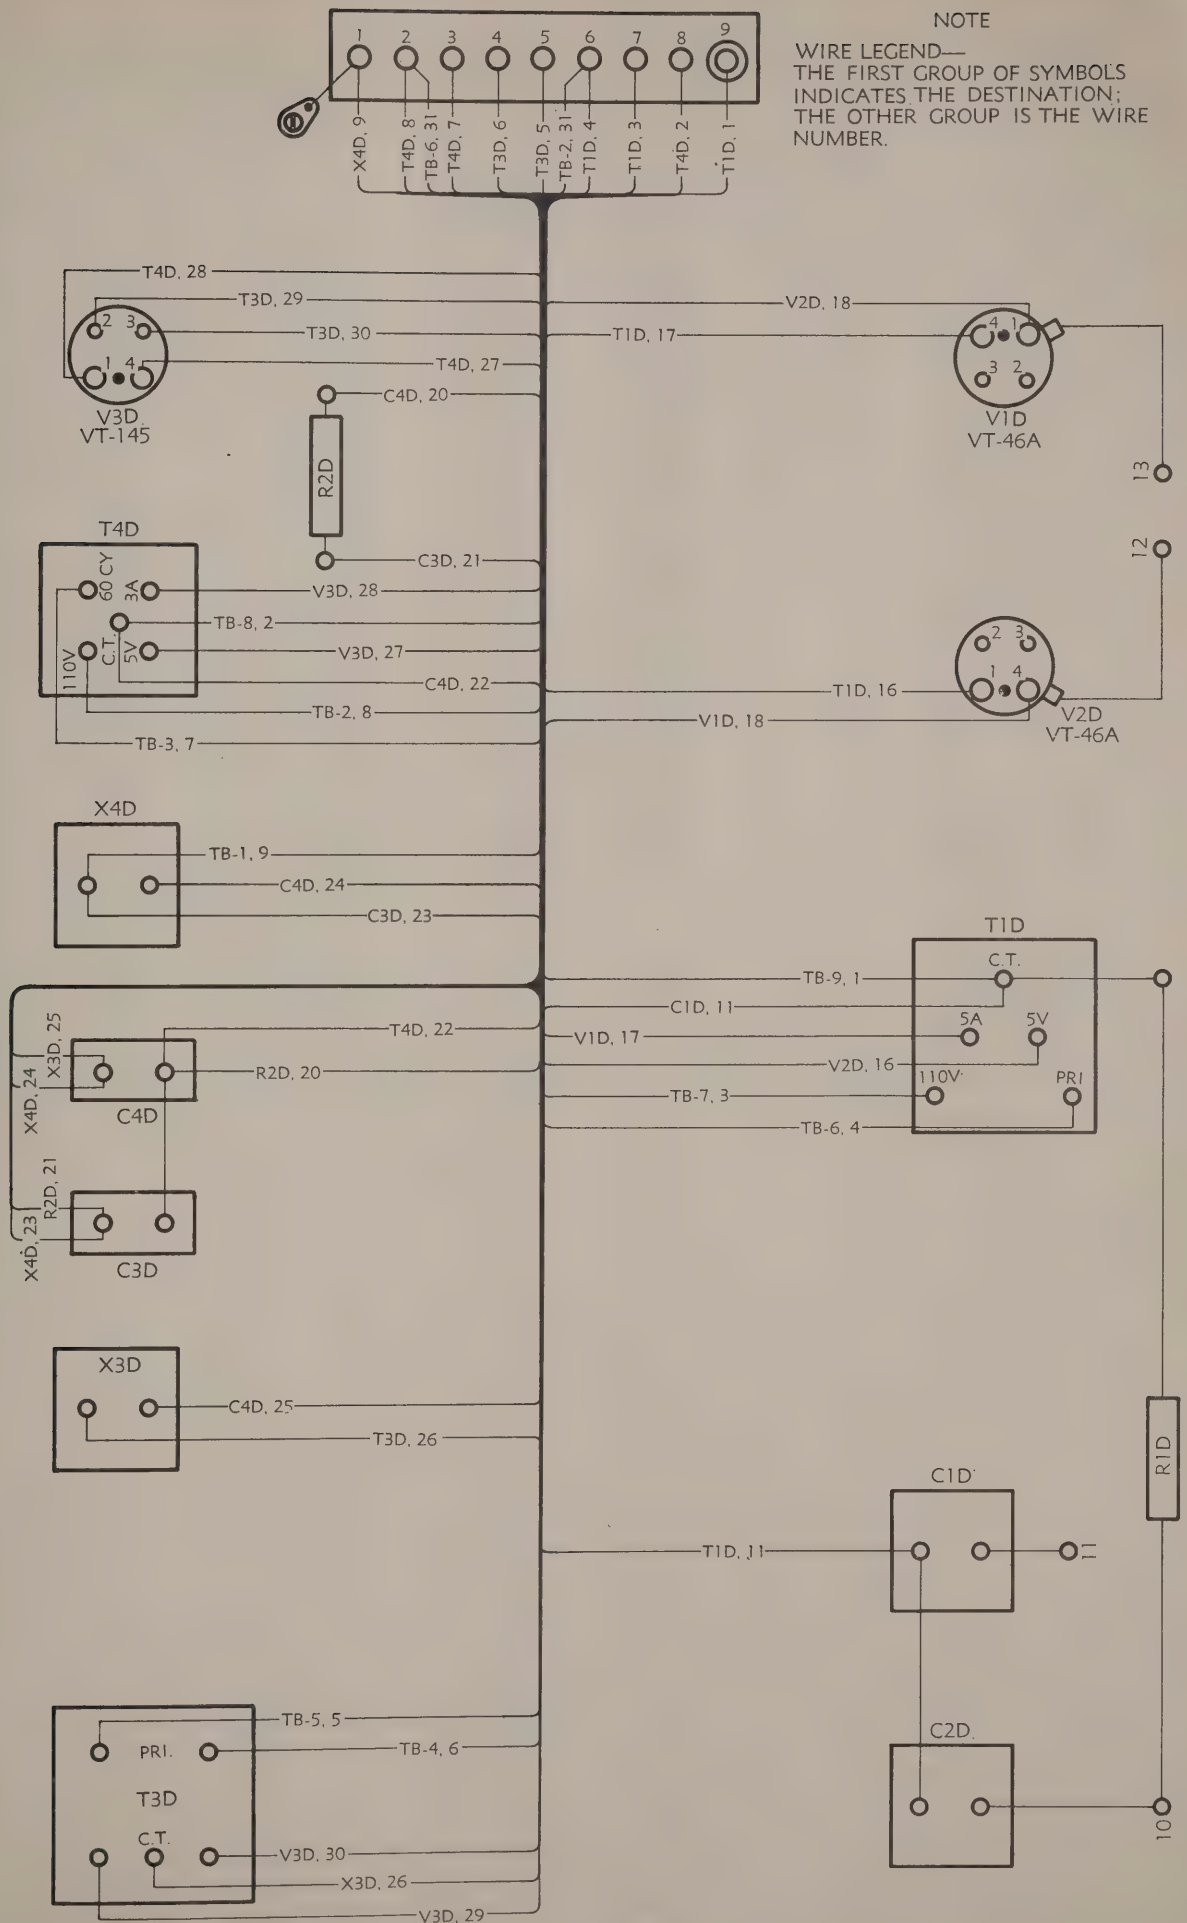 NOTE
WIRE LEGEND—
THE FIRST GROUP OF SYMBOLS
INDICATES THE DESTINATION;
THE OTHER GROUP IS THE WIRE
NUMBER.
1 2 3 4 5 6 7 8 9
X4D, 9
T4D, 8
TB-6, 31
T4D, 7
T3D, 6
T3D, 5
TB-2, 31
T1D, 4
T1D, 3
T4D, 2
T1D, 1
T4D, 28
T3D, 29
2 3
T3D, 30
T4D, 27
1 4
V3D
VT-145
C4D, 20
R2D
C3D, 21
V2D, 18
T1D, 17
4 1
3 2
V1D
VT-46A
13
12
T4D
60 CY
3A
C.T.
110V
5V
V3D, 28
TB-8, 2
V3D, 27
C4D, 22
TB-2, 8
TB-3, 7
2 3
1 4
T1D, 16
V1D, 18
V2D
VT-46A
X4D
TB-1, 9
C4D, 24
C3D, 23
X3D, 25
X4D, 24
T4D, 22
R2D, 20
C4D
R2D, 21
X4D, 23
C3D
T1D
C.T.
5A
5V
110V
PRI
TB-9, 1
C1D, 11
V1D, 17
V2D, 16
TB-7, 3
TB-6, 4
X3D
C4D, 25
T3D, 26
R1D
C1D
T1D, 11
11
C2D
10
TB-5, 5
PRI.
TB-4, 6
T3D
C.T.
V3D, 30
X3D, 26
V3D, 29